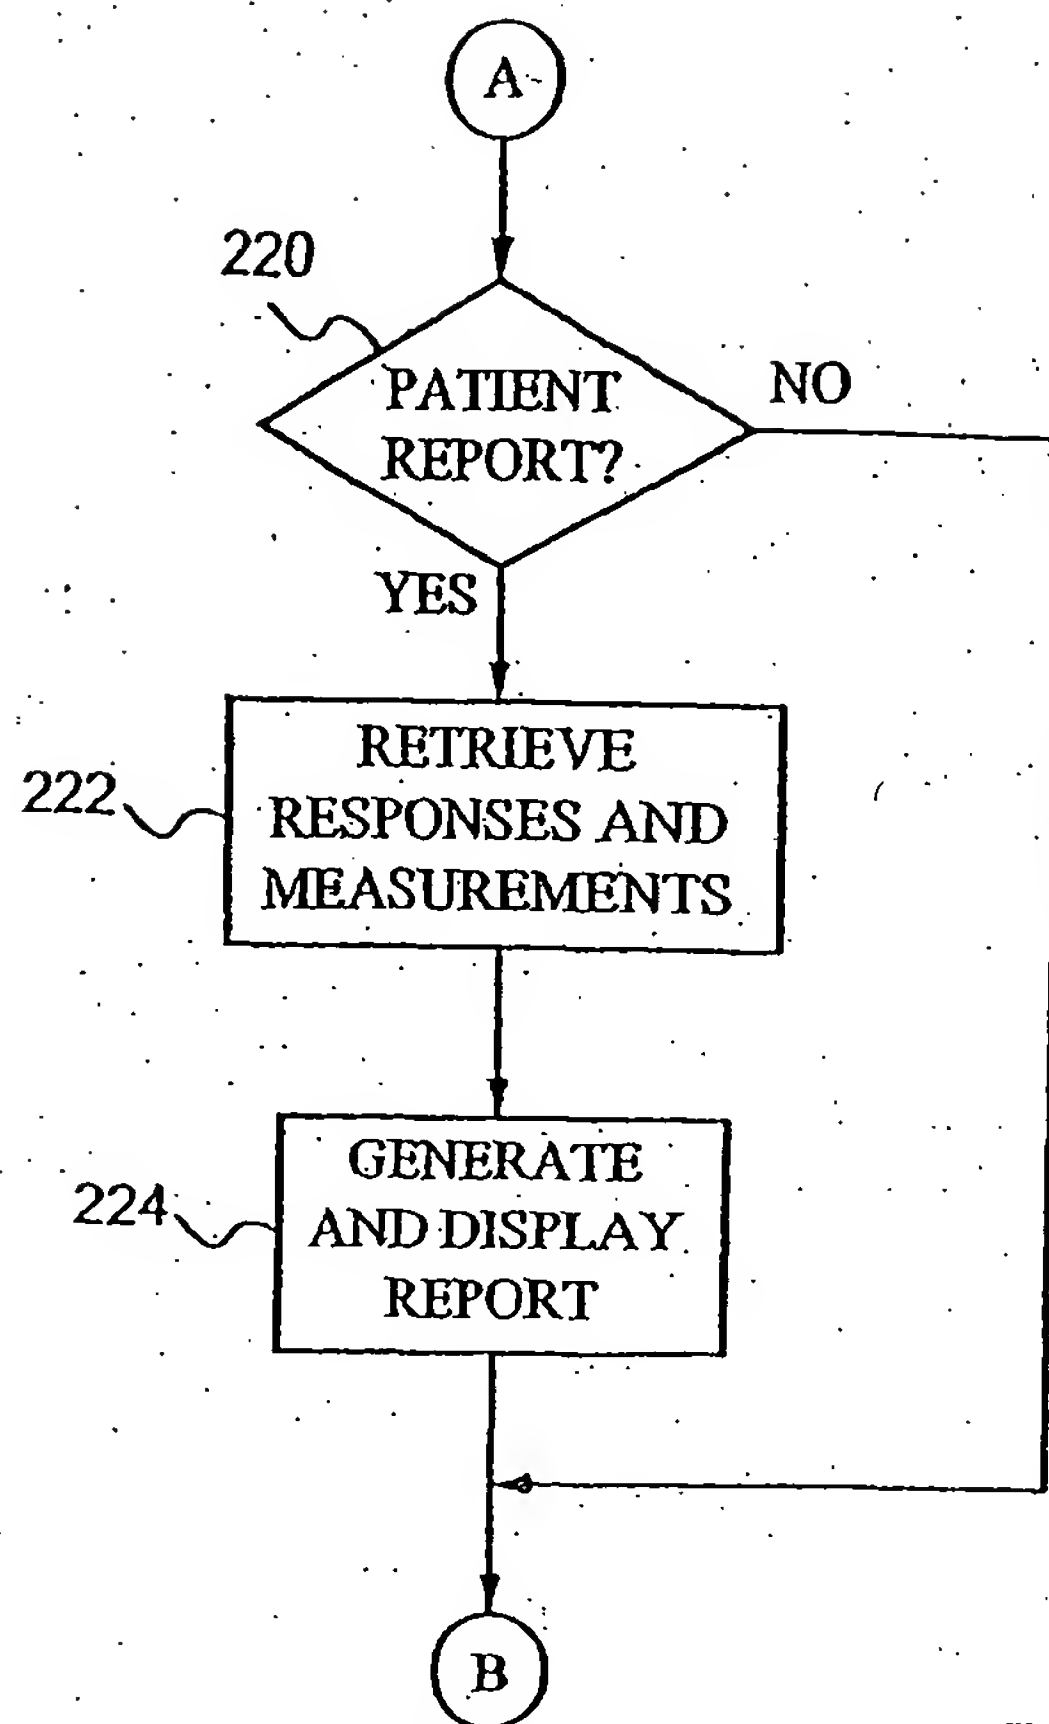 A
220
PATIENT
REPORT?
NO
YES
RETRIEVE
222
RESPONSES AND
MEASUREMENTS
GENERATE
224
AND DISPLAY
REPORT
B